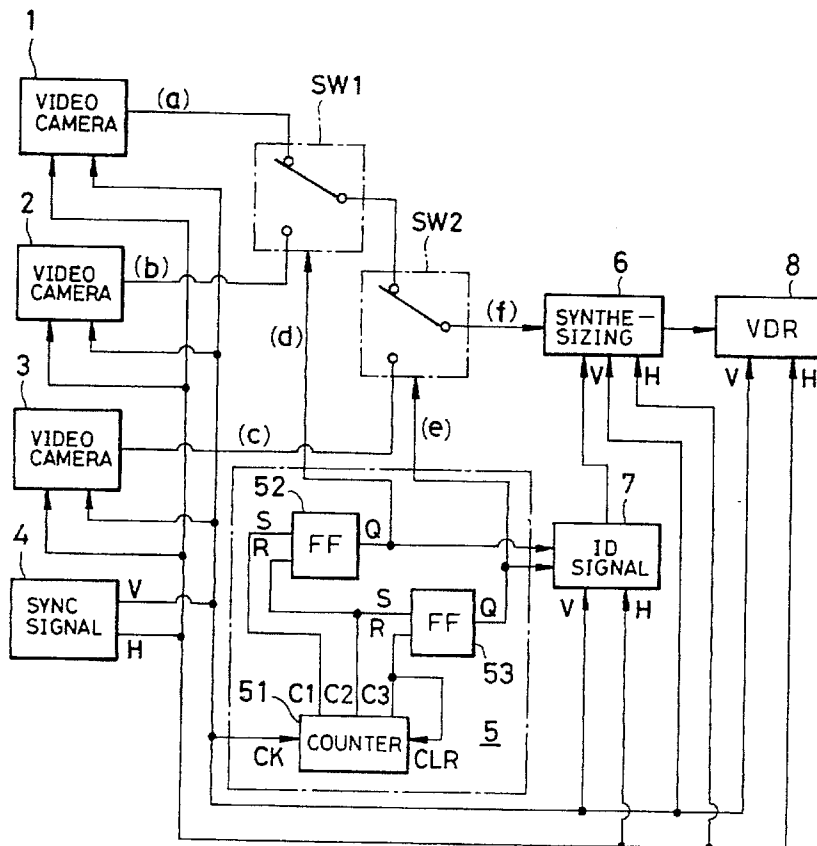 1
VIDEO
CAMERA
(a)
SW1
2
VIDEO
CAMERA
(b)
SW2
(d)
(f)
6
SYNTHE-
SIZING
V
H
8
VDR
V
H
3
VIDEO
CAMERA
(c)
(e)
4
SYNC
SIGNAL
V
H
52
S
R
FF
Q
S
R
FF
Q
53
7
ID
SIGNAL
V
H
51
C1
C2
C3
COUNTER
CK
CLR
5